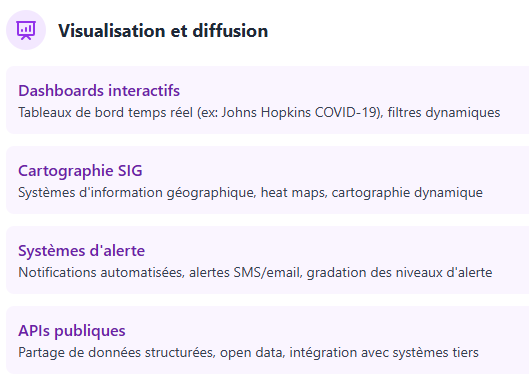 Visualisation et diffusion
Dashboards interactifs
Tableaux de bord temps réel (ex: Johns Hopkins COVID-19), filtres dynamiques
Cartographie SIG
Systèmes d'information géographique, heat maps, cartographie dynamique
Systèmes d'alerte
Notifications automatisées, alertes SMS/email, gradation des niveaux d'alerte
APIs publiques
Partage de données structurées, open data, intégration avec systèmes tiers